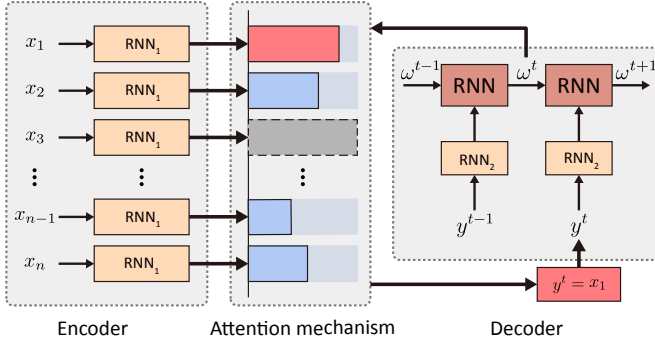 x₁ RNN₁
x₂ RNN₁
x₃ RNN₁
⋮ ⋮ ⋮
xₙ₋₁ RNN₁
xₙ RNN₁
ωᵗ⁻¹ RNN ωᵗ RNN ωᵗ⁺¹
RNN₂ RNN₂
yᵗ⁻¹ yᵗ
yᵗ = x₁
Encoder Attention mechanism Decoder